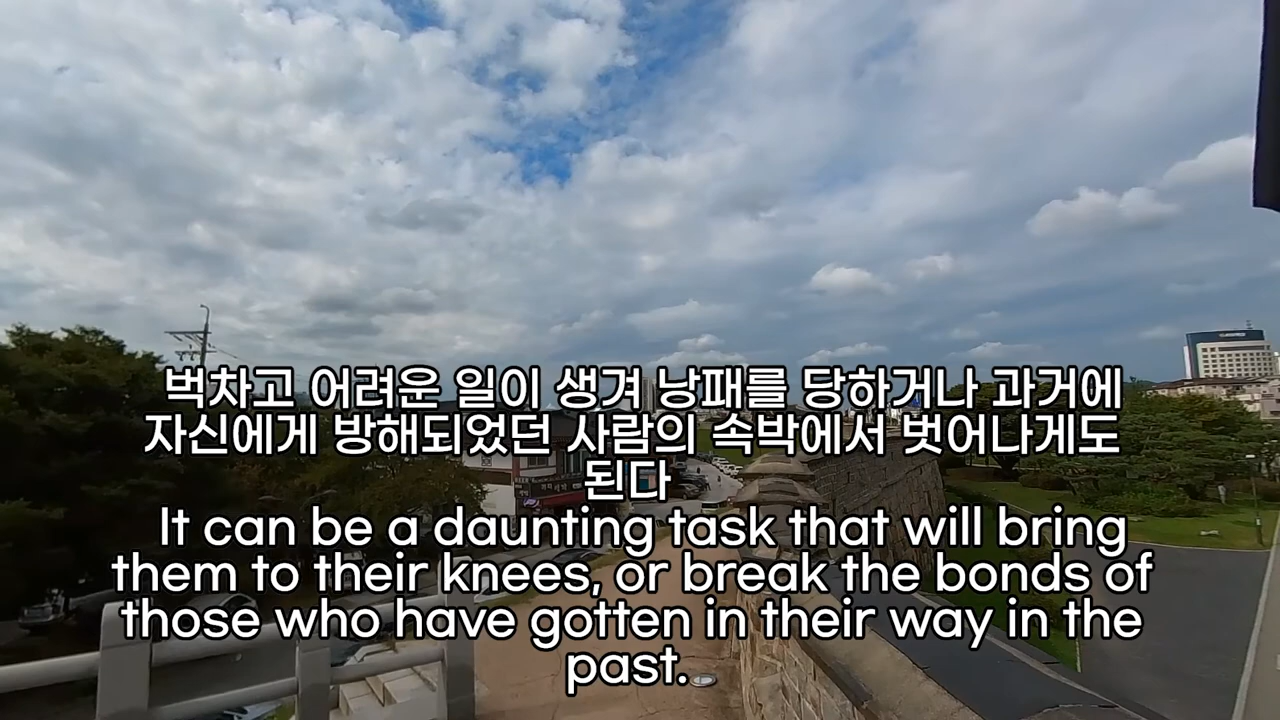 벅차고 어려운 일이 생겨 낭패를 당하거나 과거에
자신에게 방해되었던 사람의 속박에서 벗어나게도
된다
It can be a daunting task that will bring
them to their knees, or break the bonds of
those who have gotten in their way in the
past.